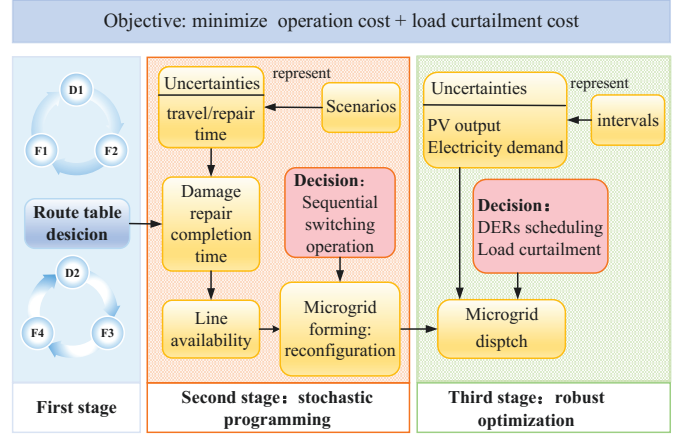 Objective: minimize operation cost + load curtailment cost
D1
F1
F2
Route table
desicion
D2
F4
F3
First stage
Uncertainties
travel/repair
time
represent
Scenarios
Damage
repair
completion
time
Decision:
Sequential
switching
operation
Line
availability
Microgrid
forming:
reconfiguration
Second stage: stochastic
programming
Uncertainties
PV output
Electricity demand
represent
intervals
Decision:
DERs scheduling
Load curtailment
Microgrid
disptch
Third stage: robust
optimization